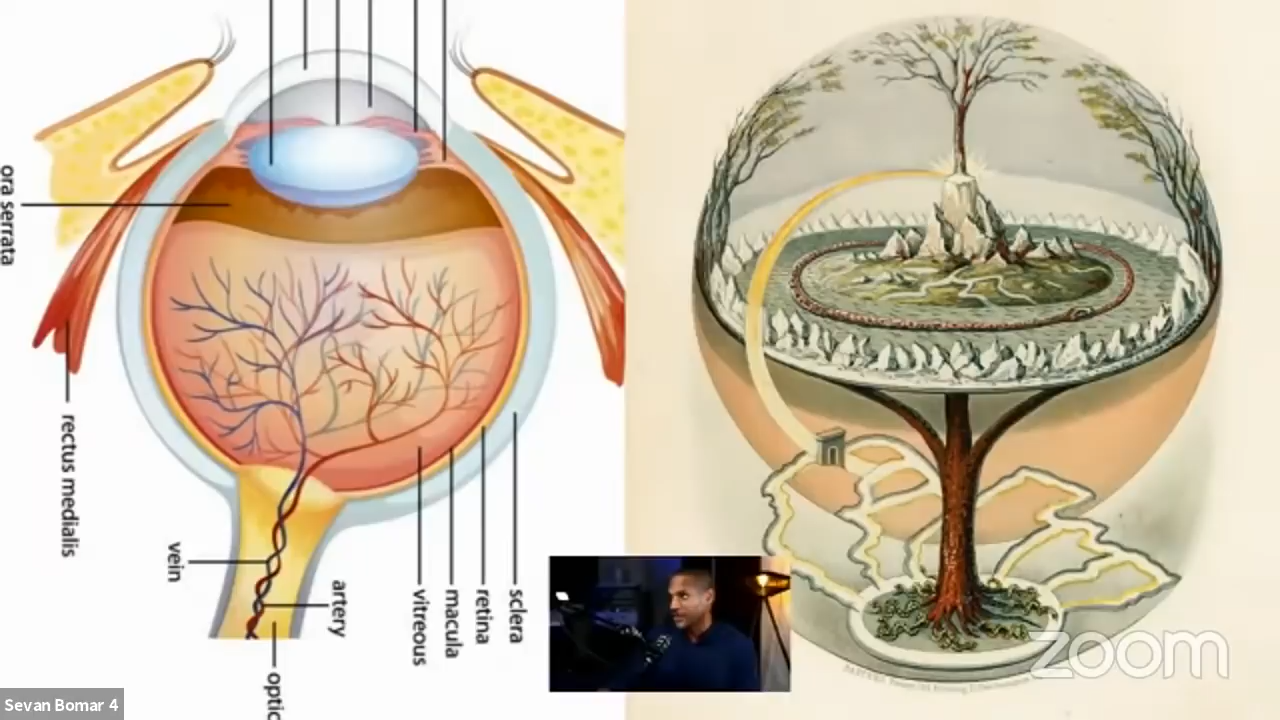 ora serrata
rectus medialis
vein
artery
vitreous
macula
retina
sclera
optic
zoom
Sevan Bomar 4